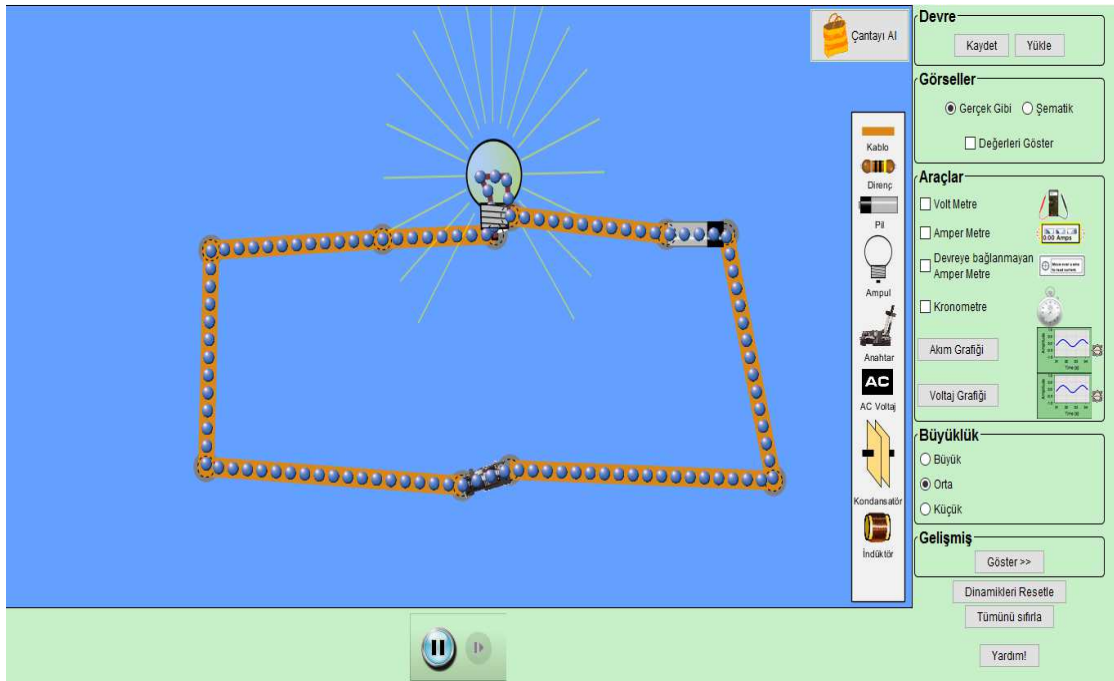 Çantayı Al
Kablo
Direnç
Pil
Ampul
Anahtar
AC
AC Voltaj
Kondansatör
İndüktör
Devre
Kaydet
Yükle
Görseller
Gerçek Gibi
Şematik
Değerleri Göster
Araçlar
Volt Metre
Amper Metre
0.00 Amps
Devreye bağlanmayan
Amper Metre
Kronometre
Akım Grafiği
Voltaj Grafiği
Büyüklük
Büyük
Orta
Küçük
Gelişmiş
Göster >>
Dinamikleri Resetle
Tümünü sıfırla
Yardım!